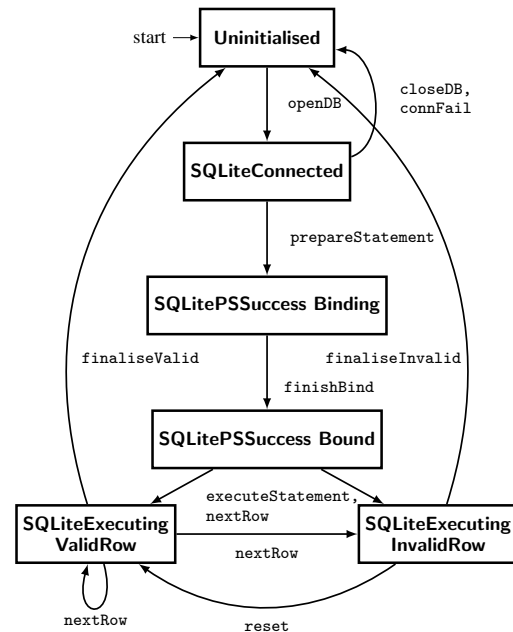 start
Uninitialised
openDB
closeDB,
connFail
SQLiteConnected
prepareStatement
SQLitePSSuccess Binding
finaliseValid
finaliseInvalid
finishBind
SQLitePSSuccess Bound
executeStatement,
nextRow
SQLiteExecuting
ValidRow
SQLiteExecuting
InvalidRow
nextRow
nextRow
reset